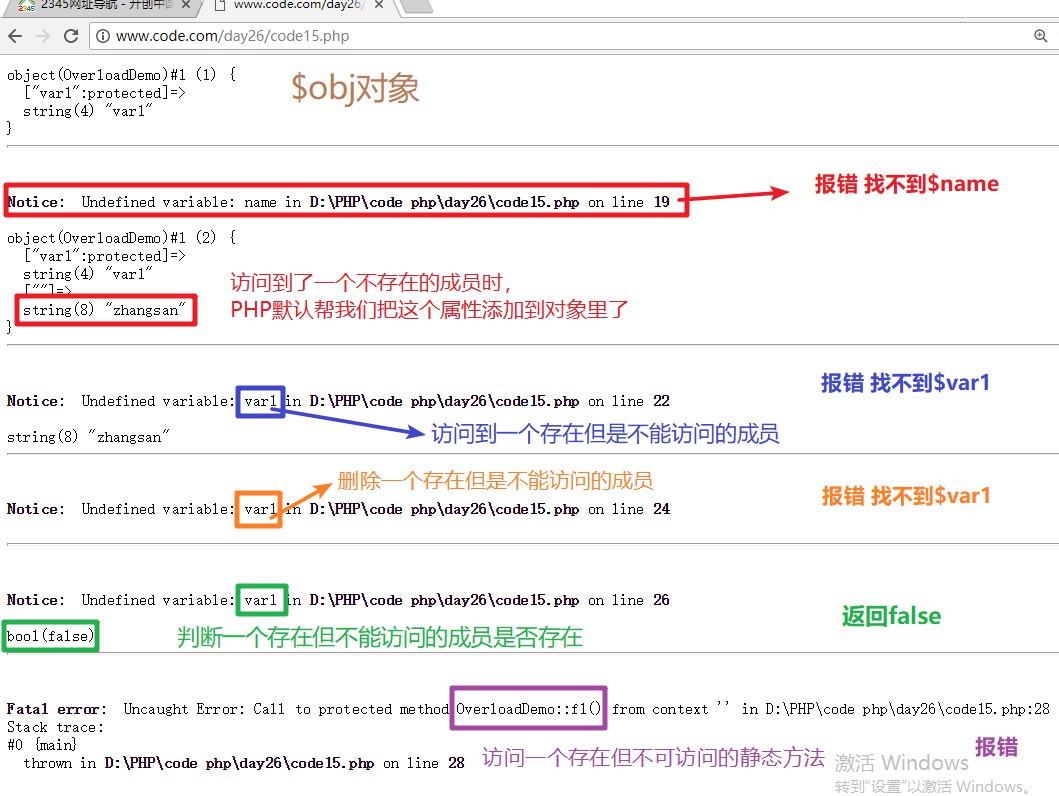 2345网址导航 - 开创中国
www.code.com/day26/
www.code.com/day26/code15.php
object(OverloadDemo)#1 (1) {
["var1":protected]=>
string(4) "var1"
}
$obj对象
Notice: Undefined variable: name in D:\PHP\code php\day26\code15.php on line 19
报错 找不到$name
object(OverloadDemo)#1 (2) {
["var1":protected]=>
string(4) "var1"
[""]=>
string(8) "zhangsan"
}
访问到了一个不存在的成员时，
PHP默认帮我们把这个属性添加到对象里了
报错 找不到$var1
Notice: Undefined variable: var1 in D:\PHP\code php\day26\code15.php on line 22
string(8) "zhangsan"
访问到一个存在但是不能访问的成员
删除一个存在但是不能访问的成员
报错 找不到$var1
Notice: Undefined variable: var1 in D:\PHP\code php\day26\code15.php on line 24
Notice: Undefined variable: var1 in D:\PHP\code php\day26\code15.php on line 26
返回false
bool(false)
判断一个存在但不能访问的成员是否存在
Fatal error: Uncaught Error: Call to protected method OverloadDemo::f1() from context '' in D:\PHP\code php\day26\code15.php:28
Stack trace:
#0 {main}
thrown in D:\PHP\code php\day26\code15.php on line 28
访问一个存在但不可访问的静态方法
报错
激活 Windows
转到"设置"以激活 Windows。